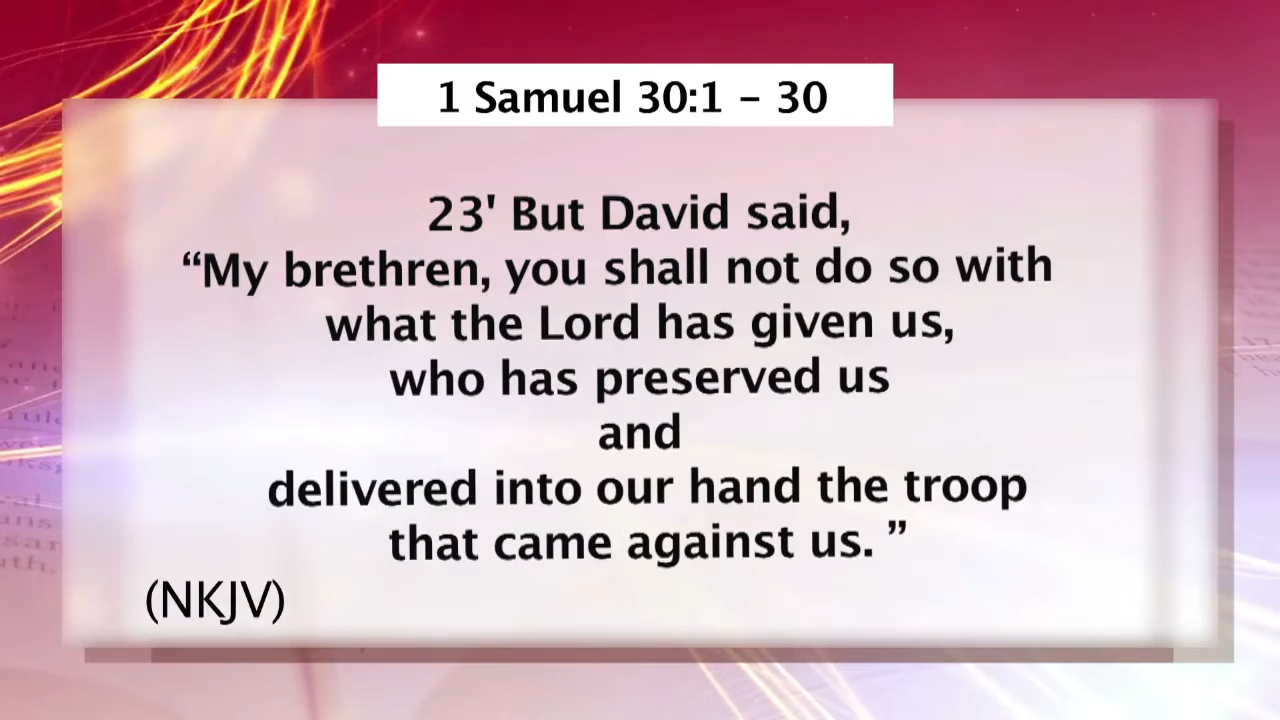 1 Samuel 30:1 – 30
23' But David said,
“My brethren, you shall not do so with
what the Lord has given us,
who has preserved us
and
delivered into our hand the troop
that came against us. ”
(NKJV)